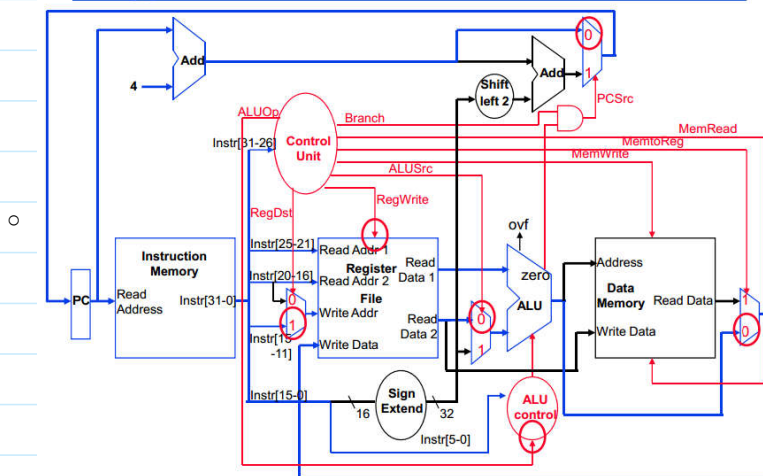 0
Add
Add
4
1
Shift
left 2
PCSrc
ALUOp
Branch
MemRead
Instr[31-26]
Control
Unit
MemtoReg
MemWrite
ALUSrc
RegWrite
RegDst
ovf
Instr[25-21]
Read Addr 1
Instruction
Memory
Register
Read
Data 1
zero
Address
Instr[20-16]
Read Addr 2
PC
Read
Address
Instr[31-0]
File
ALU
Data
Memory
Read Data
0
1
Write Addr
Read
Data 2
0
1
0
Write Data
Instr[15
-11]
Write Data
1
Instr[15-0]
Sign
Extend
16
32
ALU
control
Instr[5-0]